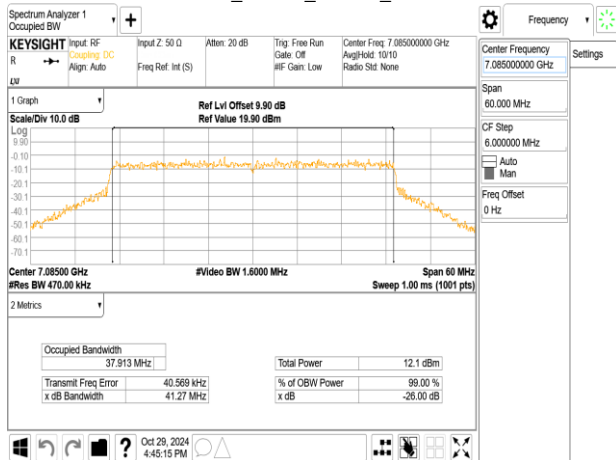 Spectrum Analyzer 1
Occupied BW
+
Frequency
KEYSIGHT
R
LXI
Input: RF
Coupling: DC
Align: Auto
Input Z: 50 Ω
Freq Ref: Int (S)
Atten: 20 dB
Trig: Free Run
Gate: Off
#IF Gain: Low
Center Freq: 7.085000000 GHz
Avg|Hold: 10/10
Radio Std: None
Center Frequency
7.085000000 GHz
Settings
Span
60.000 MHz
CF Step
6.000000 MHz
Auto
Man
Freq Offset
0 Hz
1 Graph
Scale/Div 10.0 dB
Ref Lvl Offset 9.90 dB
Ref Value 19.90 dBm
Log
9.90
-0.10
-10.1
-20.1
-30.1
-40.1
-50.1
-60.1
-70.1
Center 7.08500 GHz
#Res BW 470.00 kHz
#Video BW 1.6000 MHz
Span 60 MHz
Sweep 1.00 ms (1001 pts)
2 Metrics
Occupied Bandwidth
37.913 MHz
Total Power 12.1 dBm
Transmit Freq Error 40.569 kHz
% of OBW Power 99.00 %
x dB Bandwidth 41.27 MHz
x dB -26.00 dB
?
Oct 29, 2024
4:45:15 PM